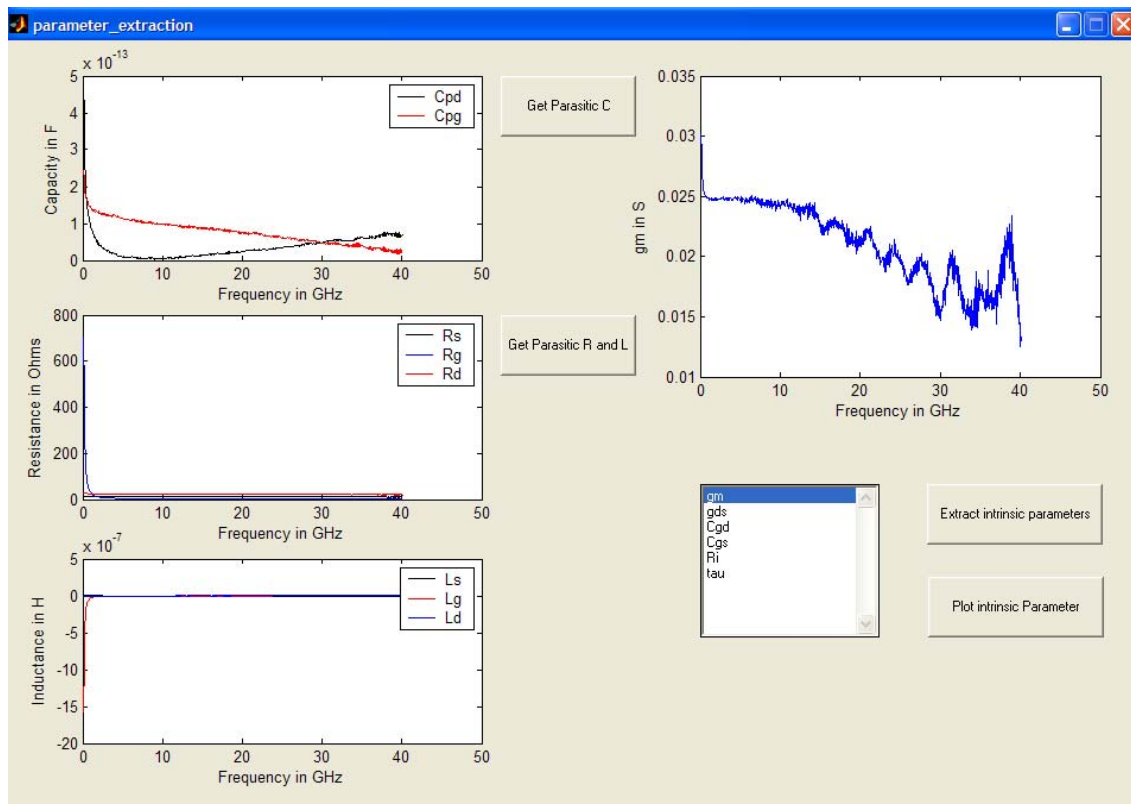 parameter_extraction
x 10^-13
5
4
3
2
1
0
Capacity in F
Cpd
Cpg
0 10 20 30 40 50
Frequency in GHz
Get Parasitic C
800
600
400
200
0
Resistance in Ohms
Rs
Rg
Rd
0 10 20 30 40 50
Frequency in GHz
Get Parasitic R and L
x 10^-7
5
0
-5
-10
-15
-20
Inductance in H
Ls
Lg
Ld
0 10 20 30 40 50
Frequency in GHz
0.035
0.03
0.025
0.02
0.015
0.01
gm in S
0 10 20 30 40 50
Frequency in GHz
gm
gds
Cgd
Cgs
Ri
tau
Extract intrinsic parameters
Plot intrinsic Parameter